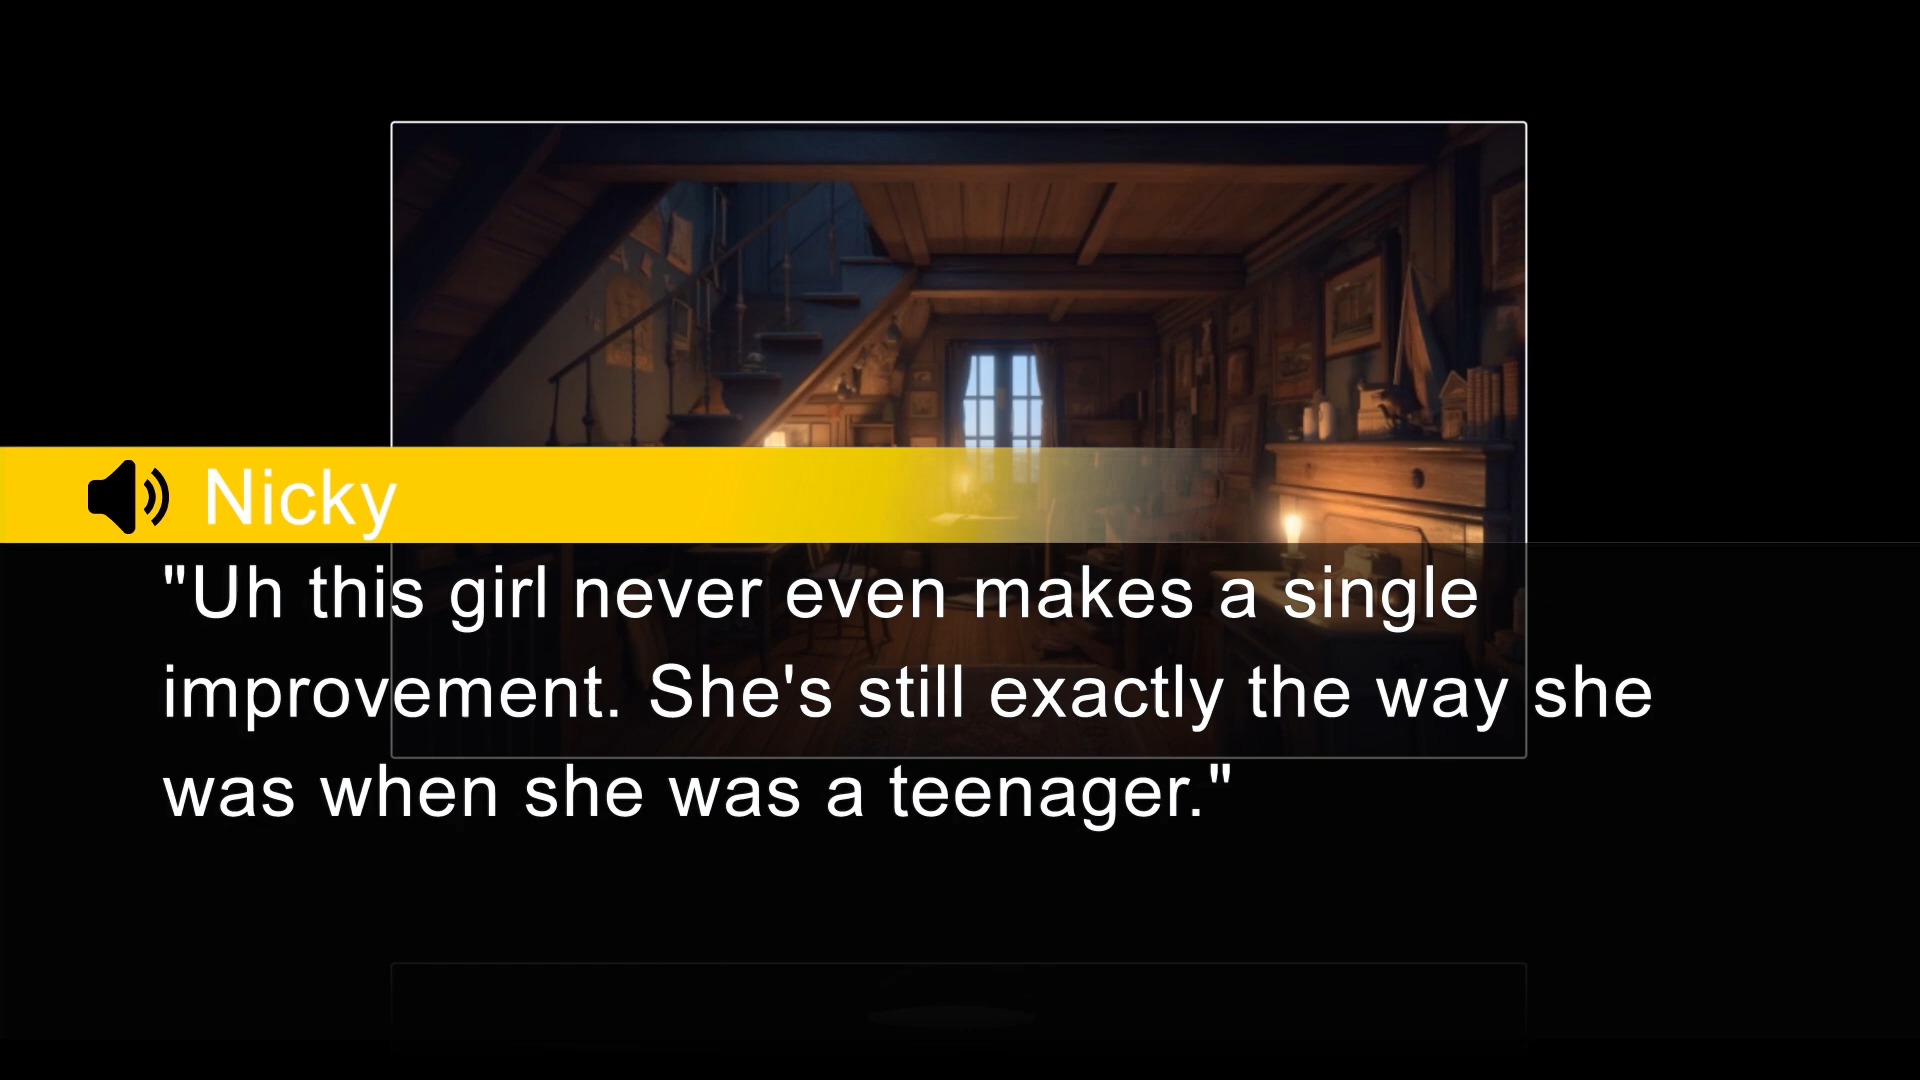 Nicky
"Uh this girl never even makes a single
improvement. She's still exactly the way she
was when she was a teenager."